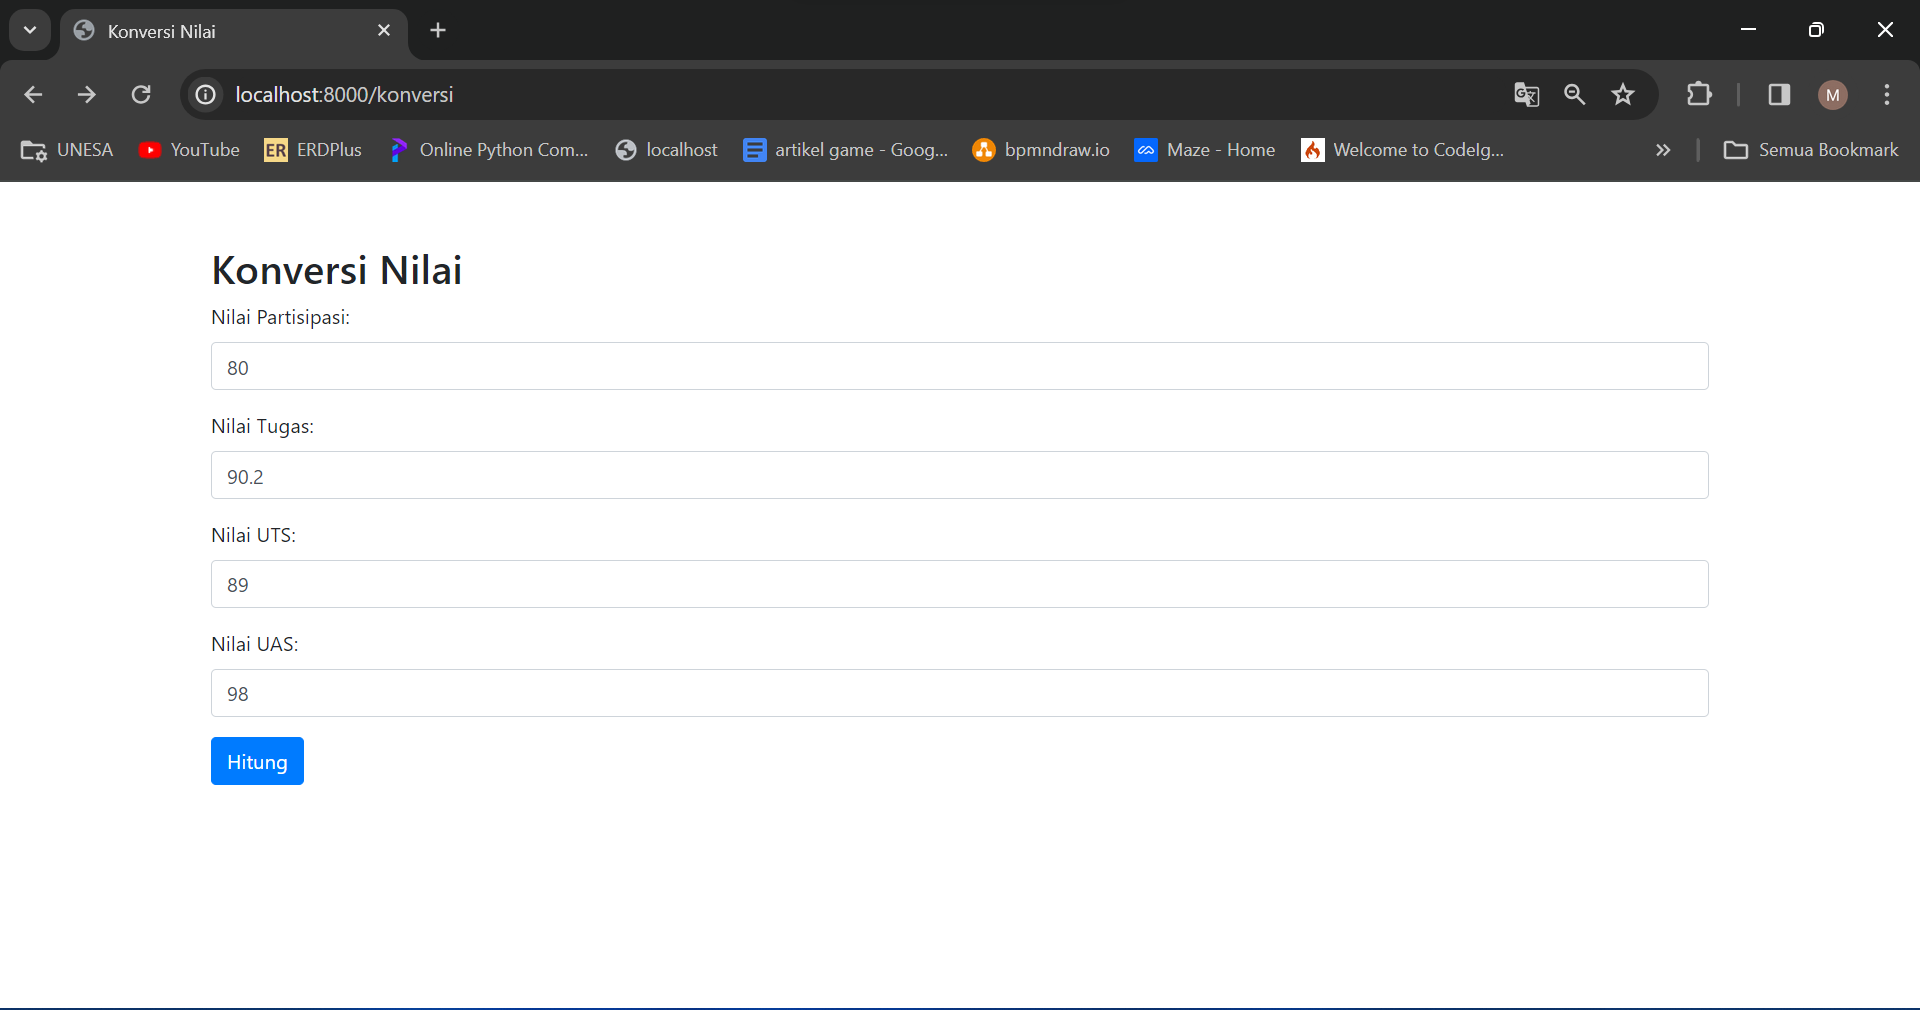 Konversi Nilai
localhost:8000/konversi
M
UNESA YouTube ER ERDPlus Online Python Com... localhost artikel game - Goog... bpmndraw.io Maze - Home Welcome to CodeIg... Semua Bookmark
Konversi Nilai
Nilai Partisipasi:
80
Nilai Tugas:
90.2
Nilai UTS:
89
Nilai UAS:
98
Hitung